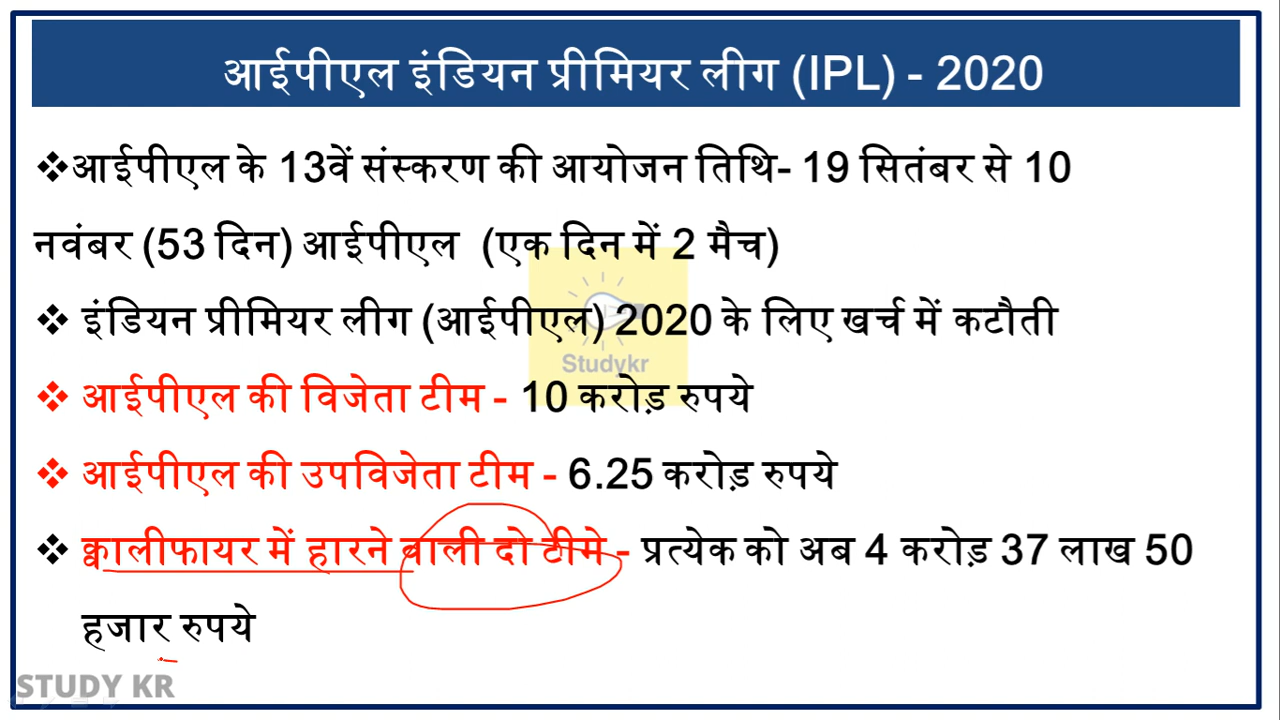 आईपीएल इंडियन प्रीमियर लीग (IPL) - 2020
❖आईपीएल के 13वें संस्करण की आयोजन तिथि- 19 सितंबर से 10
नवंबर (53 दिन) आईपीएल (एक दिन में 2 मैच)
❖ इंडियन प्रीमियर लीग (आईपीएल) 2020 के लिए खर्च में कटौती
Studykr
❖ आईपीएल की विजेता टीम - 10 करोड़ रुपये
❖ आईपीएल की उपविजेता टीम - 6.25 करोड़ रुपये
❖ क्वालीफायर में हारने वाली दो टीमे - प्रत्येक को अब 4 करोड़ 37 लाख 50
हजार रुपये
STUDY KR